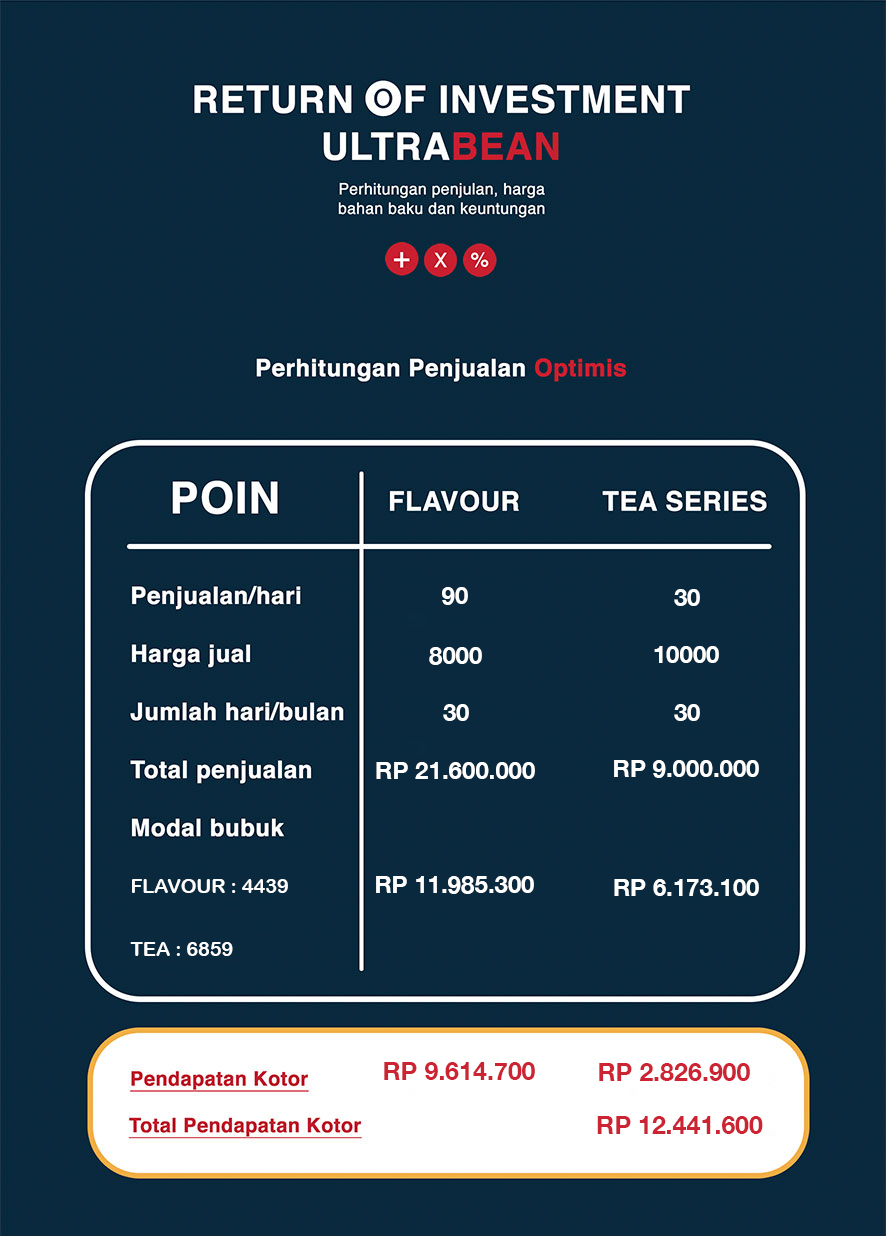 RETURN OF INVESTMENT
ULTRABEAN
Perhitungan penjulan, harga
bahan baku dan keuntungan
+ X %
Perhitungan Penjualan Optimis
POIN FLAVOUR TEA SERIES
Penjualan/hari 90 30
Harga jual 8000 10000
Jumlah hari/bulan 30 30
Total penjualan RP 21.600.000 RP 9.000.000
Modal bubuk
FLAVOUR : 4439 RP 11.985.300 RP 6.173.100
TEA : 6859
Pendapatan Kotor RP 9.614.700 RP 2.826.900
Total Pendapatan Kotor RP 12.441.600